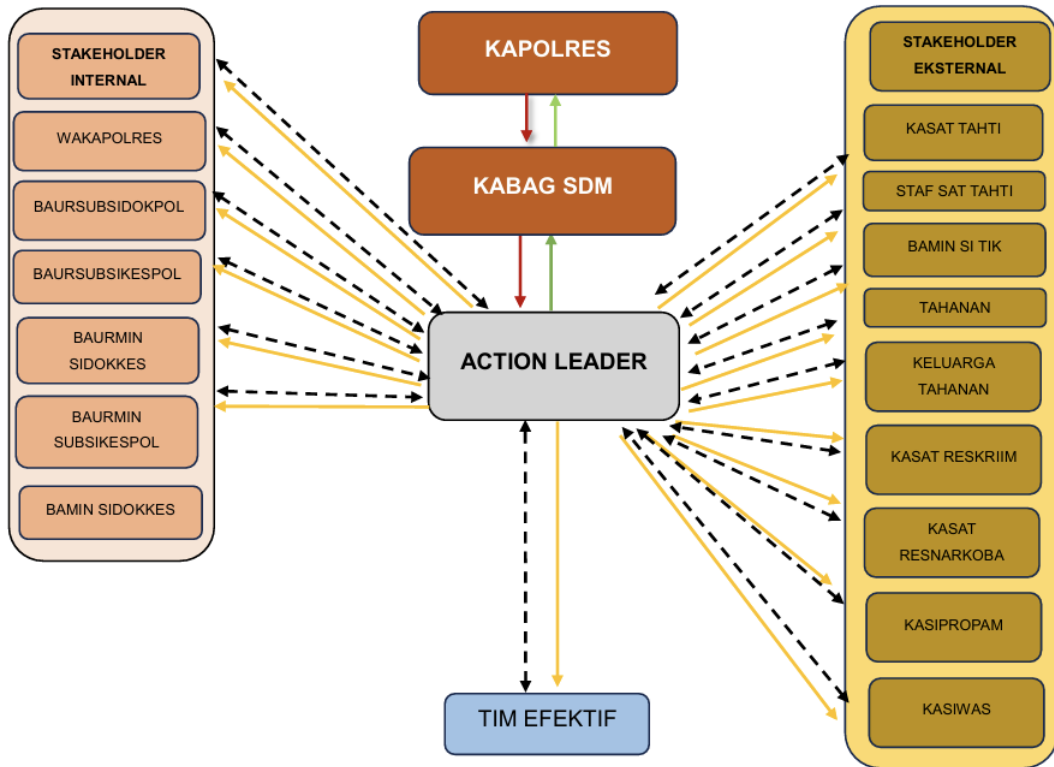 STAKEHOLDER
INTERNAL
WAKAPOLRES
BAURSUBSIDOKPOL
BAURSUBSIKESPOL
BAURMIN
SIDOKKES
BAURMIN
SUBSIKESPOL
BAMIN SIDOKKES
KAPOLRES
KABAG SDM
ACTION LEADER
TIM EFEKTIF
STAKEHOLDER
EKSTERNAL
KASAT TAHTI
STAF SAT TAHTI
BAMIN SI TIK
TAHANAN
KELUARGA
TAHANAN
KASAT RESKRIIM
KASAT
RESNARKOBA
KASIPROPAM
KASIWAS